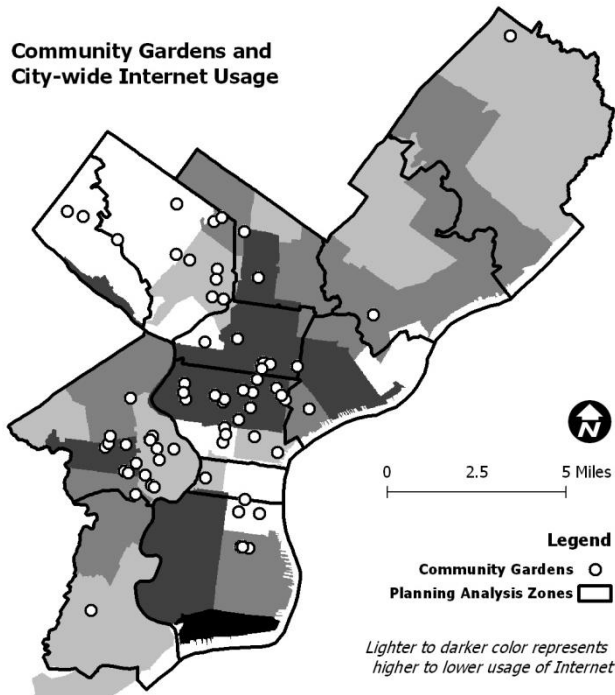 Community Gardens and
City-wide Internet Usage
N
0 2.5 5 Miles
Legend
Community Gardens
Planning Analysis Zones
Lighter to darker color represents
higher to lower usage of Internet